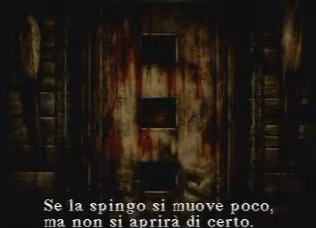 Se la spingo si muove poco,
ma non si aprirà di certo.